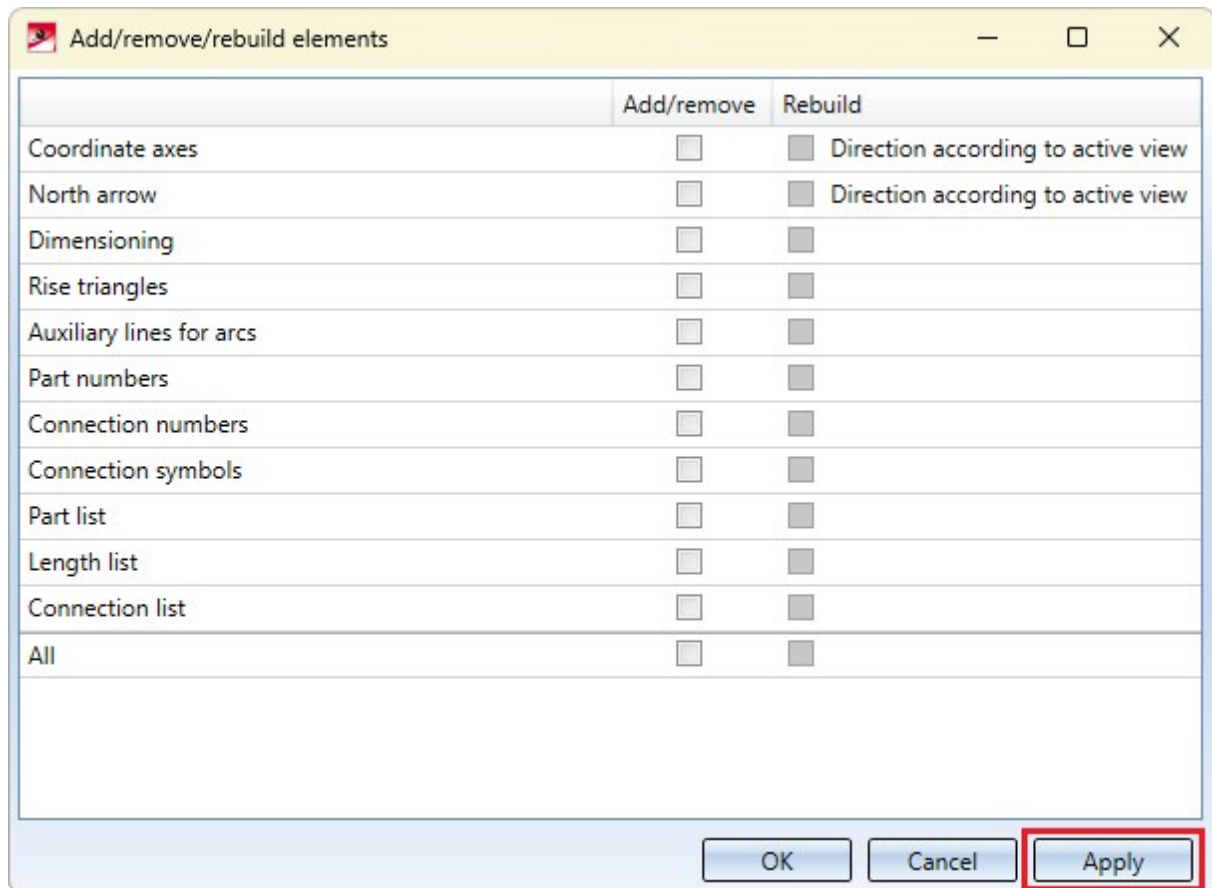 Add/remove/rebuild elements
Add/remove Rebuild
Coordinate axes Direction according to active view
North arrow Direction according to active view
Dimensioning
Rise triangles
Auxiliary lines for arcs
Part numbers
Connection numbers
Connection symbols
Part list
Length list
Connection list
All
OK Cancel Apply